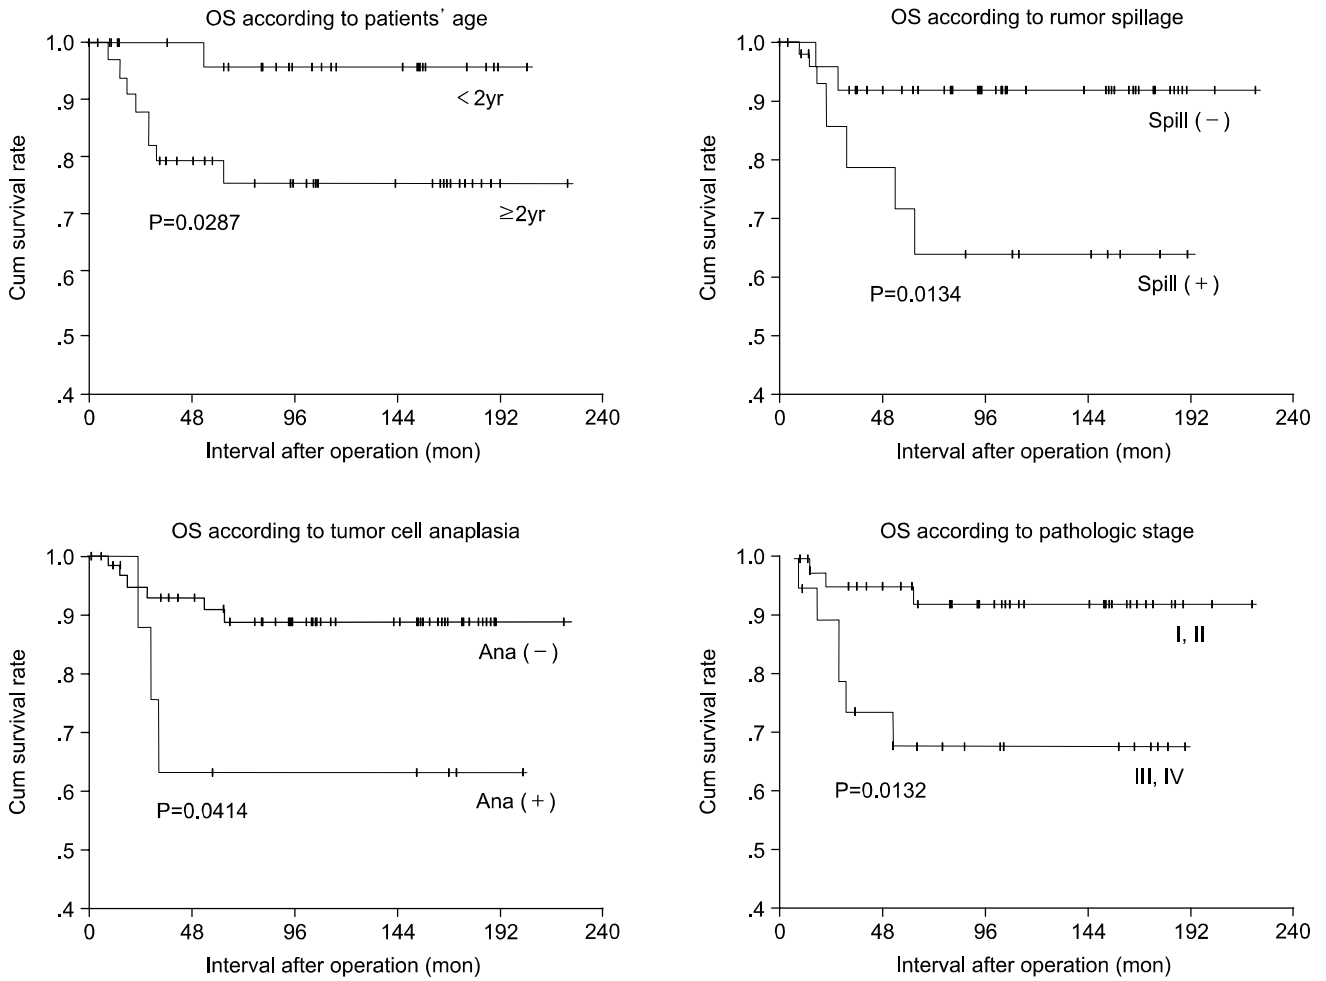 OS according to patients' age
1.0
.9
.8
.7
.6
.5
.4
Cum survival rate
< 2yr
≥2yr
P=0.0287
0 48 96 144 192 240
Interval after operation (mon)
OS according to rumor spillage
1.0
.9
.8
.7
.6
.5
.4
Cum survival rate
Spill (−)
Spill (+)
P=0.0134
0 48 96 144 192 240
Interval after operation (mon)
OS according to tumor cell anaplasia
1.0
.9
.8
.7
.6
.5
.4
Cum survival rate
Ana (−)
Ana (+)
P=0.0414
0 48 96 144 192 240
Interval after operation (mon)
OS according to pathologic stage
1.0
.9
.8
.7
.6
.5
.4
Cum survival rate
I, II
III, IV
P=0.0132
0 48 96 144 192 240
Interval after operation (mon)